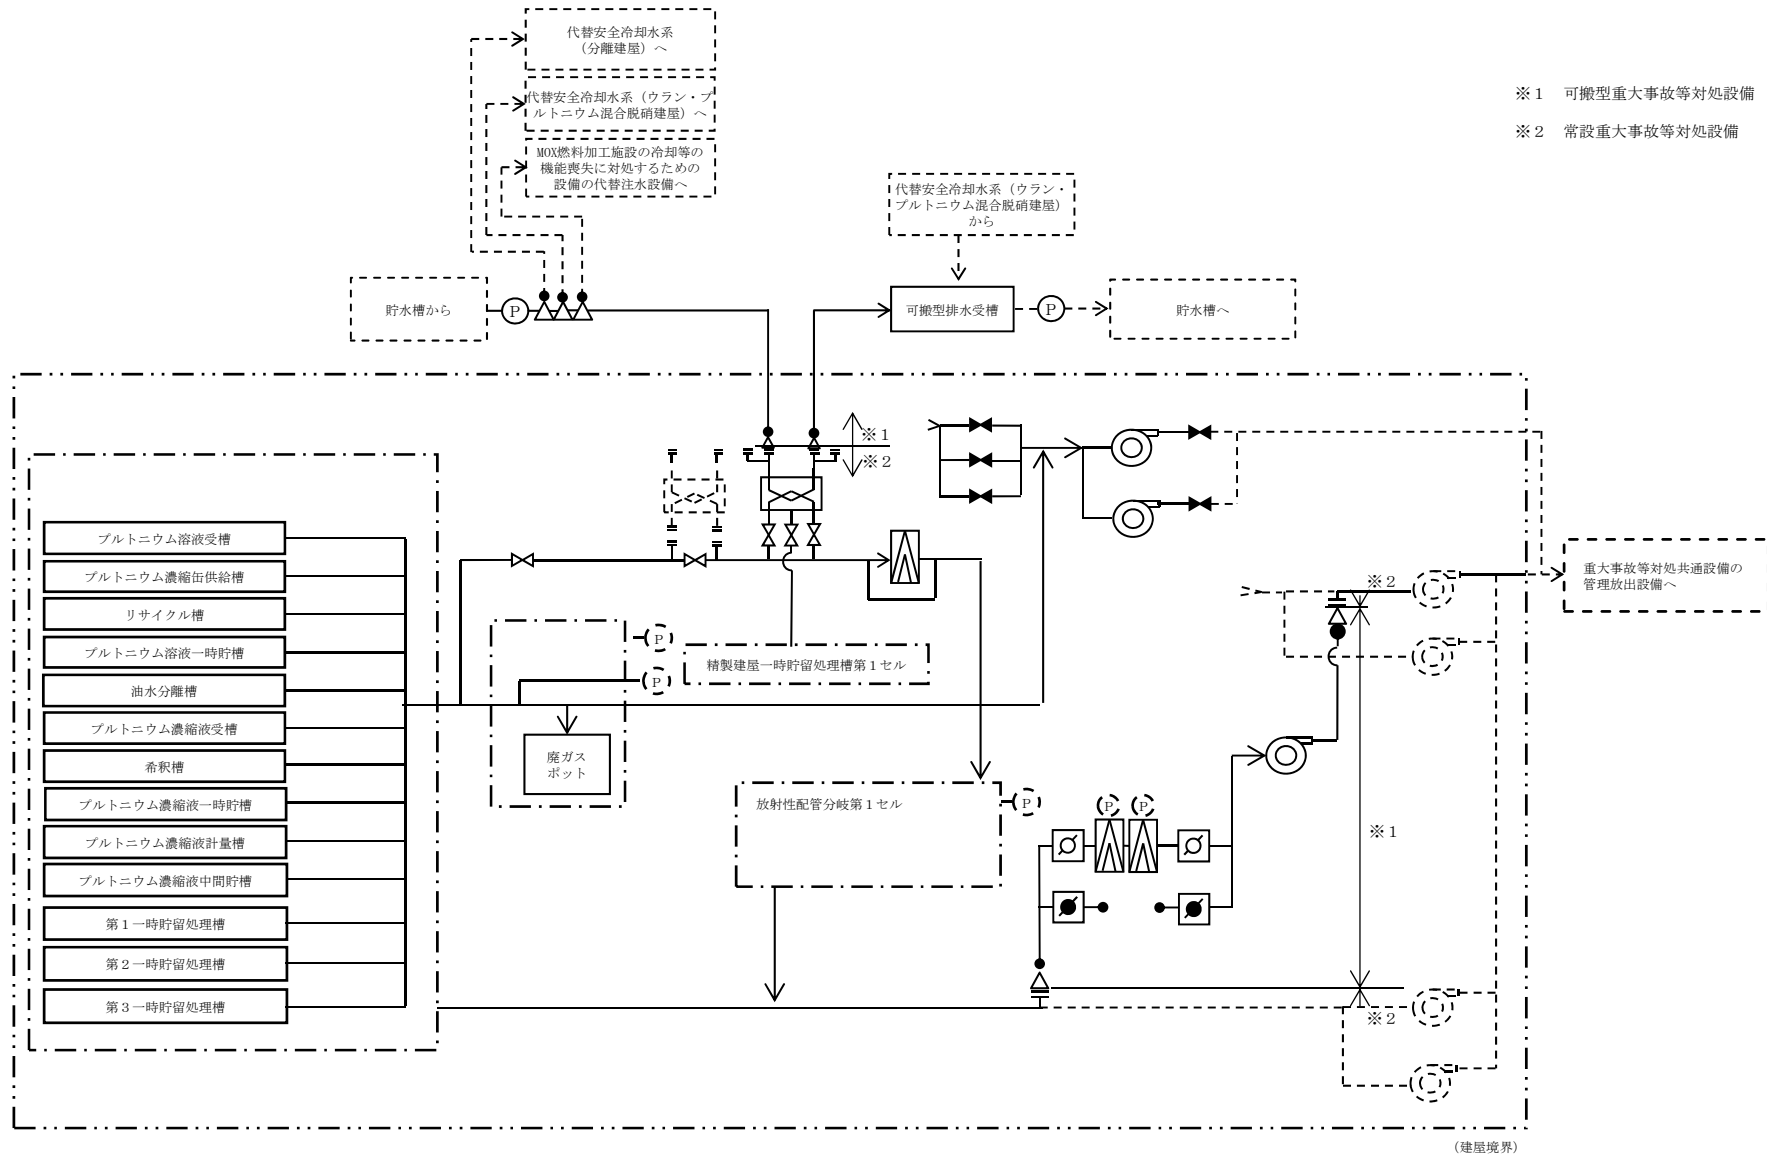 代替安全冷却水系
（分離建屋）へ
代替安全冷却水系（ウラン・プ
ルトニウム混合脱硝建屋）へ
MOX燃料加工施設の冷却等の
機能喪失に対処するための
設備の代替注水設備へ
※１　可搬型重大事故等対処設備
※２　常設重大事故等対処設備
代替安全冷却水系（ウラン・
プルトニウム混合脱硝建屋）
から
貯水槽から
P
可搬型排水受槽
P
貯水槽へ
※１
※２
プルトニウム溶液受槽
プルトニウム濃縮缶供給槽
リサイクル槽
プルトニウム溶液一時貯槽
油水分離槽
プルトニウム濃縮液受槽
希釈槽
プルトニウム濃縮液一時貯槽
プルトニウム濃縮液計量槽
プルトニウム濃縮液中間貯槽
第１一時貯留処理槽
第２一時貯留処理槽
第３一時貯留処理槽
P
P
精製建屋一時貯留処理槽第１セル
廃ガス
ポット
放射性配管分岐第１セル
P
P
P
※２
重大事故等対処共通設備の
管理放出設備へ
※１
※２
（建屋境界）